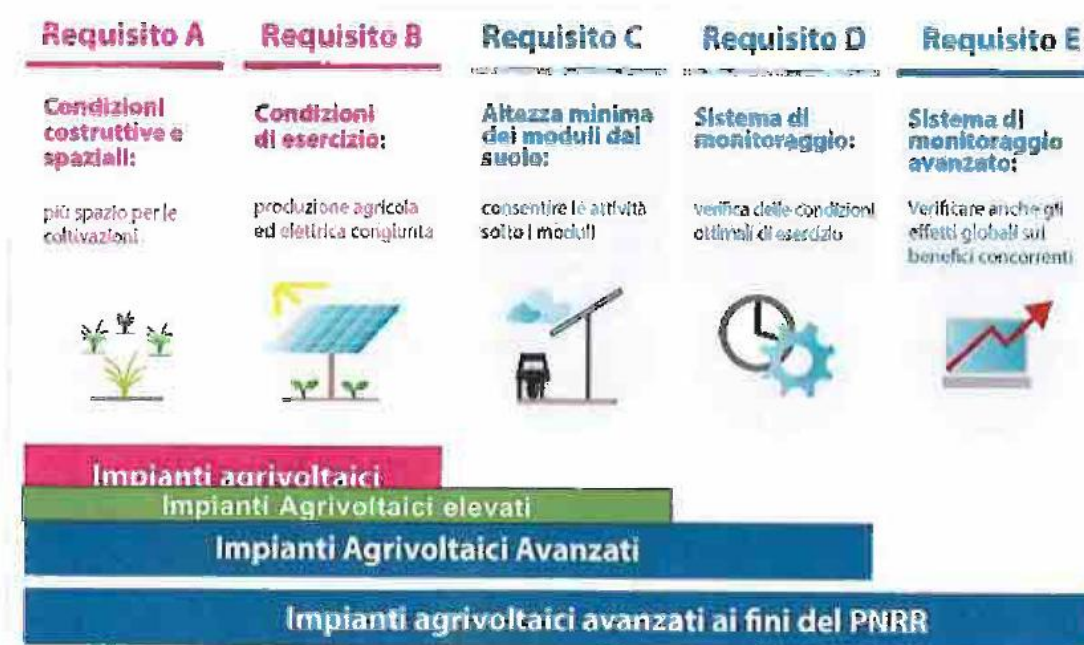 Requisito A
Requisito B
Requisito C
Requisito D
Requisito E
Condizioni
costruttive e
spaziali:
più spazio per le
coltivazioni
Condizioni
di esercizio:
produzione agricola
ed elettrica congiunta
Altezza minima
dei moduli dal
suolo:
consentire le attività
sotto i moduli
Sistema di
monitoraggio:
verifica delle condizioni
ottimali di esercizio
Sistema di
monitoraggio
avanzato:
Verificare anche gli
effetti globali sui
benefici concorrenti
Impianti agrivoltaici
Impianti Agrivoltaici elevati
Impianti Agrivoltaici Avanzati
Impianti agrivoltaici avanzati ai fini del PNRR